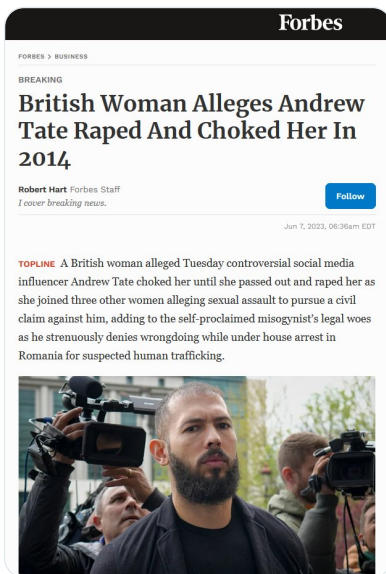 Forbes
FORBES > BUSINESS
BREAKING
British Woman Alleges Andrew
Tate Raped And Choked Her In
2014
Robert Hart Forbes Staff
I cover breaking news.
Follow
Jun 7, 2023, 06:36am EDT
TOPLINE A British woman alleged Tuesday controversial social media
influencer Andrew Tate choked her until she passed out and raped her as
she joined three other women alleging sexual assault to pursue a civil
claim against him, adding to the self-proclaimed misogynist's legal woes
as he strenuously denies wrongdoing while under house arrest in
Romania for suspected human trafficking.